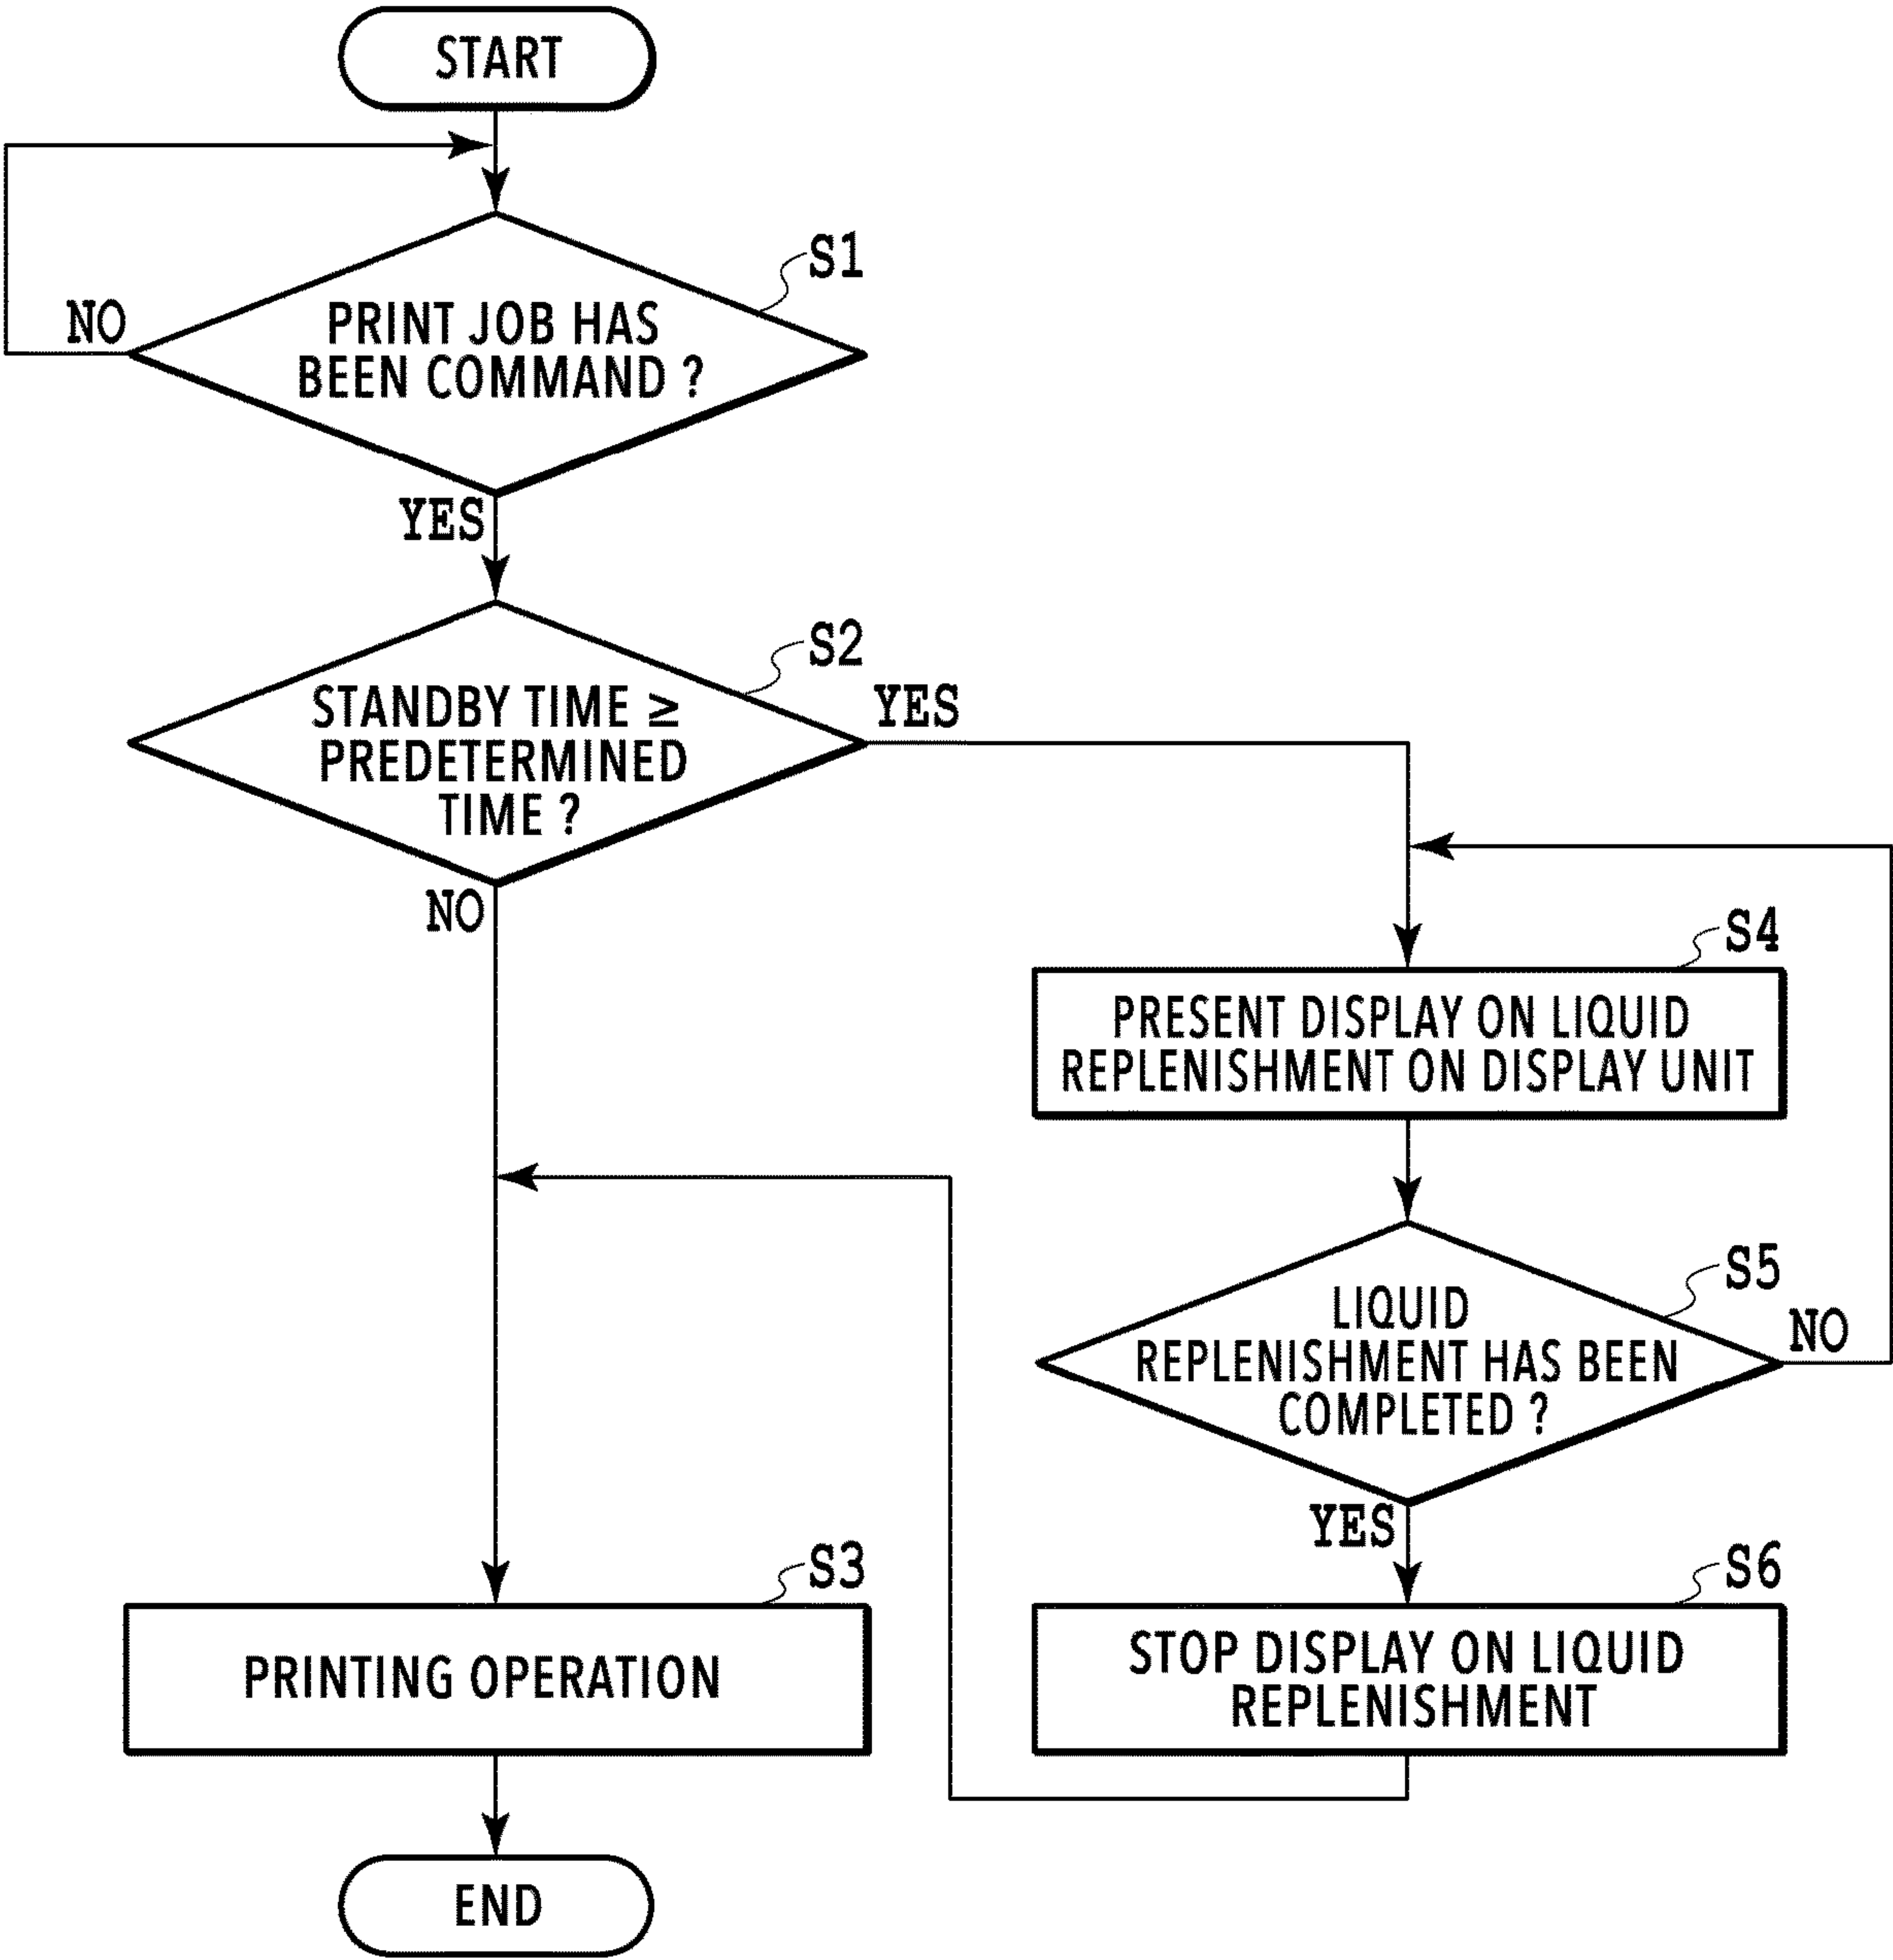 START
S1
NO
PRINT JOB HAS
BEEN COMMAND ?
YES
S2
STANDBY TIME ≥
PREDETERMINED
TIME ?
YES
NO
S4
PRESENT DISPLAY ON LIQUID
REPLENISHMENT ON DISPLAY UNIT
S5
LIQUID
REPLENISHMENT HAS BEEN
COMPLETED ?
NO
YES
S3
PRINTING OPERATION
S6
STOP DISPLAY ON LIQUID
REPLENISHMENT
END